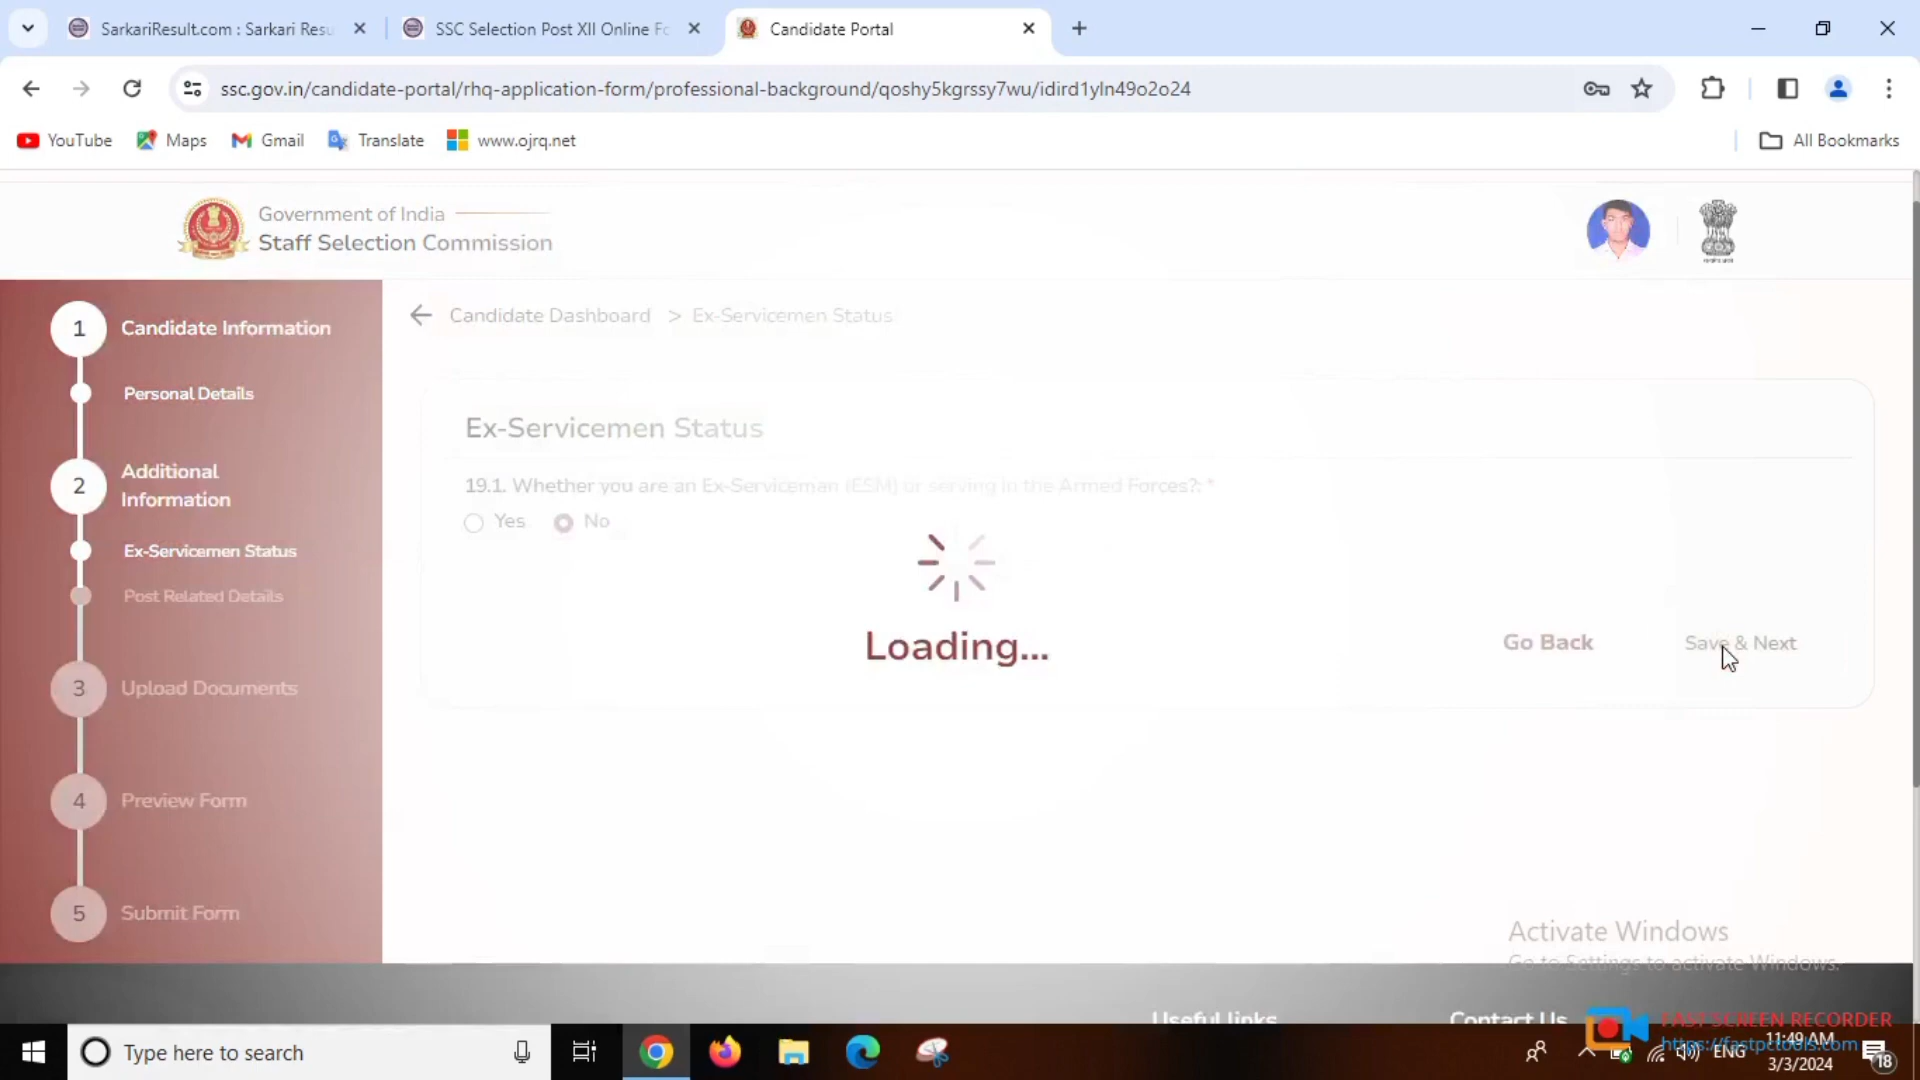 SarkariResult.com : Sarkari Resu
SSC Selection Post XII Online Fo
Candidate Portal
ssc.gov.in/candidate-portal/rhq-application-form/professional-background/qoshy5kgrssy7wu/idird1yln49o2o24
YouTube
Maps
Gmail
Translate
www.ojrq.net
All Bookmarks
Government of India
Staff Selection Commission
1 Candidate Information
Personal Details
2 Additional
Information
Ex-Servicemen Status
Post Related Details
3 Upload Documents
4 Preview Form
5 Submit Form
Candidate Dashboard > Ex-Servicemen Status
Ex-Servicemen Status
19.1. Whether you are an Ex-Serviceman (ESM) or serving in the Armed Forces?: *
Yes
No
Loading...
Go Back
Save & Next
Activate Windows
Go to Settings to activate Windows.
Useful links
Contact Us
FAST SCREEN RECORDER
https://fastpctools.com
Type here to search
ENG
11:49 AM
3/3/2024
18